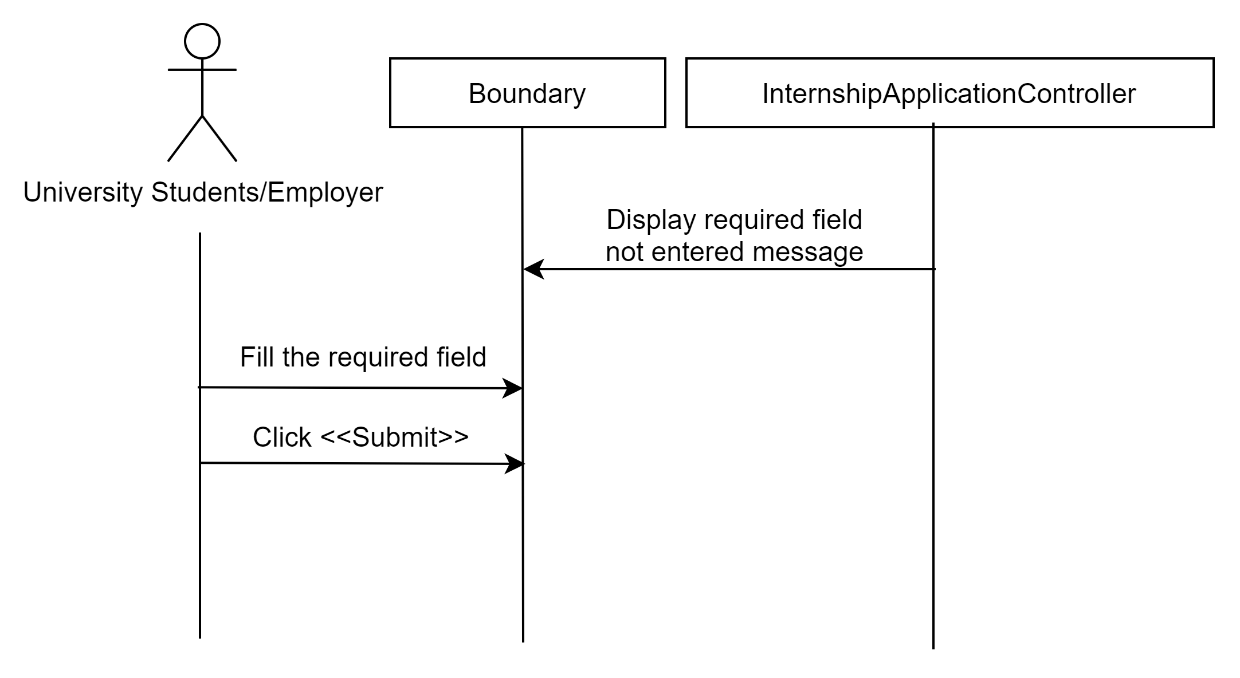 Boundary
InternshipApplicationController
University Students/Employer
Display required field
not entered message
Fill the required field
Click <<Submit>>